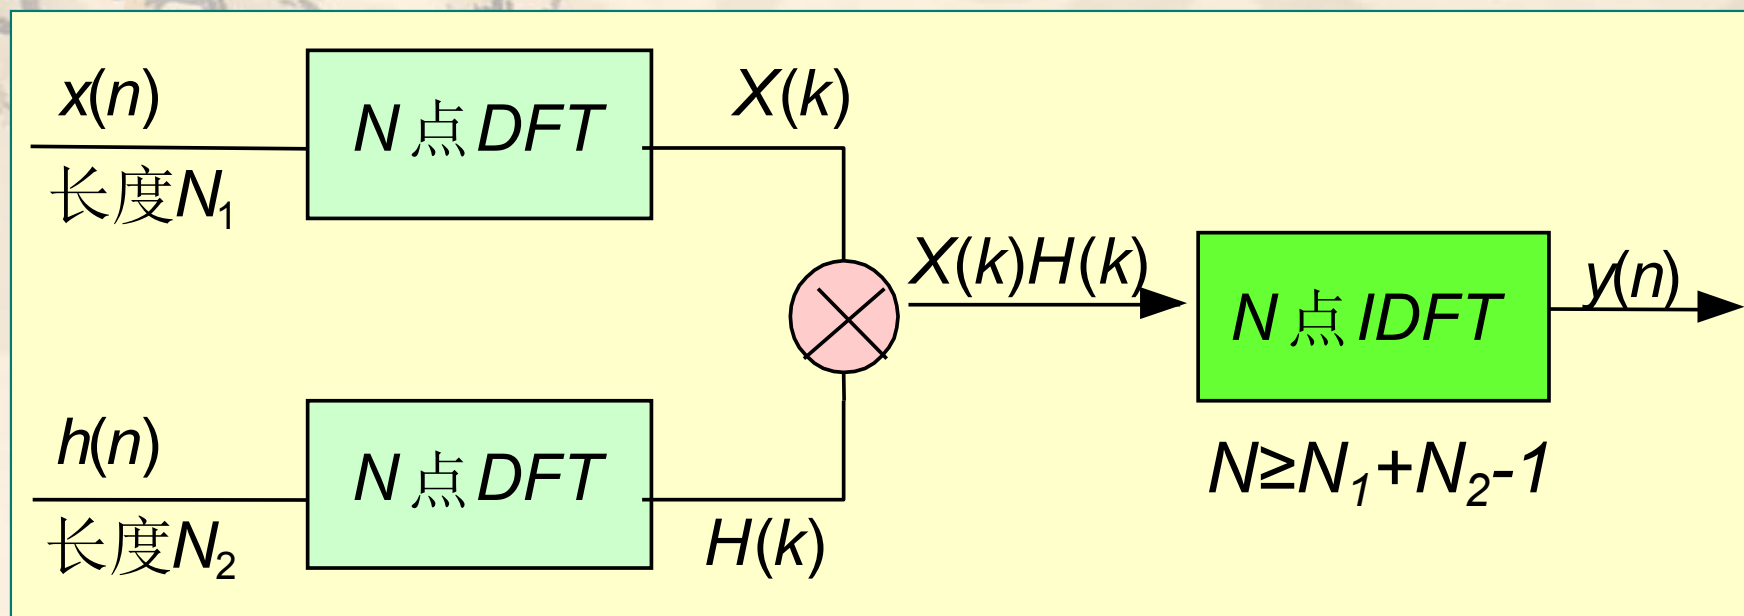 x(n)
长度N₁
N点DFT
X(k)
X(k)H(k)
N点IDFT
y(n)
N≥N₁+N₂-1
h(n)
长度N₂
N点DFT
H(k)